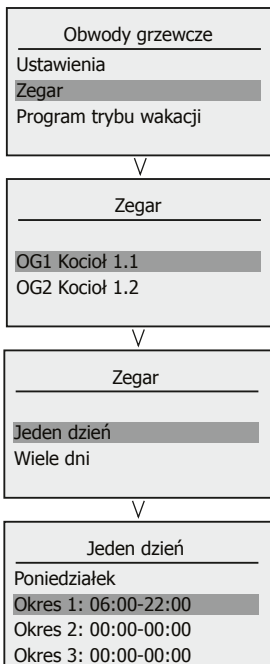 Obwody grzewcze
Ustawienia
Zegar
Program trybu wakacji
Zegar
OG1 Kocioł 1.1
OG2 Kocioł 1.2
Zegar
Jeden dzień
Wiele dni
Jeden dzień
Poniedziałek
Okres 1: 06:00-22:00
Okres 2: 00:00-00:00
Okres 3: 00:00-00:00